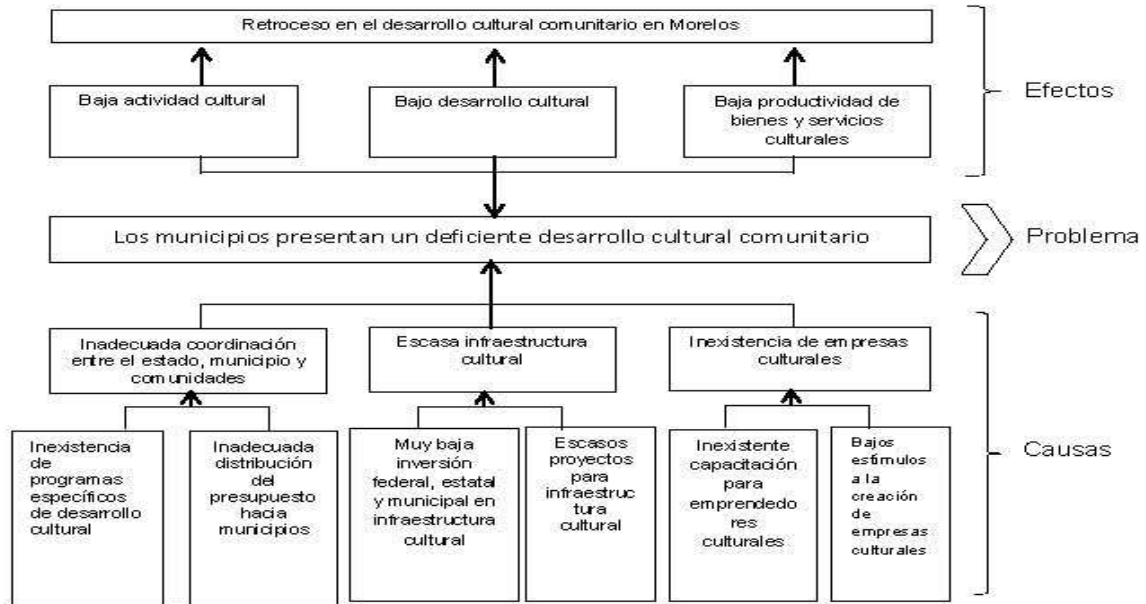 Retroceso en el desarrollo cultural comunitario en Morelos
Baja actividad cultural
Bajo desarrollo cultural
Baja productividad de
bienes y servicios
culturales
Efectos
Los municipios presentan un deficiente desarrollo cultural comunitario
Problema
Inadecuada coordinación
entre el estado, municipio y
comunidades
Escasa infraestructura
cultural
Inexistencia de empresas
culturales
Inexistencia
de
programas
específicos
de desarrollo
cultural
Inadecuada
distribución
del
presupuesto
hacia
municipios
Muy baja
inversión
federal, estatal
y municipal en
infraestructura
cultural
Escasos
proyectos
para
infraestruc
tura
cultural
Inexistente
capacitación
para
emprendedo
res
culturales
Bajos
estímulos
a la
creación
de
empresas
culturales
Causas